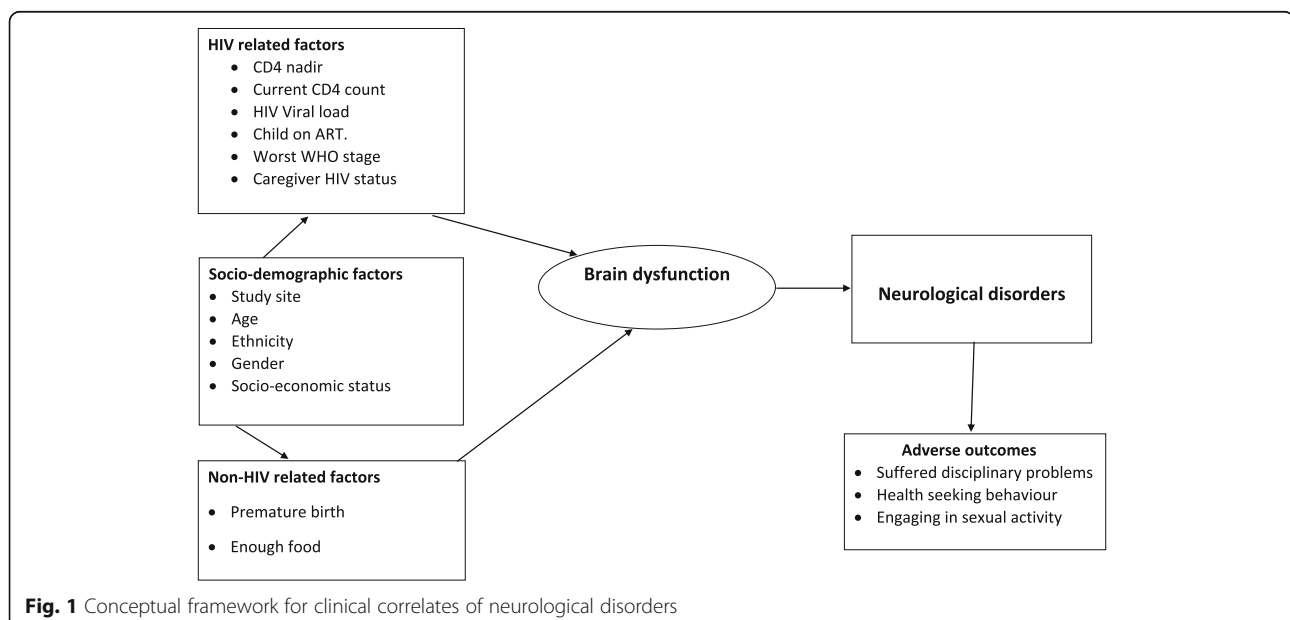 HIV related factors
• CD4 nadir
• Current CD4 count
• HIV Viral load
• Child on ART.
• Worst WHO stage
• Caregiver HIV status
Socio-demographic factors
• Study site
• Age
• Ethnicity
• Gender
• Socio-economic status
Non-HIV related factors
• Premature birth
• Enough food
Brain dysfunction
Neurological disorders
Adverse outcomes
• Suffered disciplinary problems
• Health seeking behaviour
• Engaging in sexual activity
Fig. 1 Conceptual framework for clinical correlates of neurological disorders